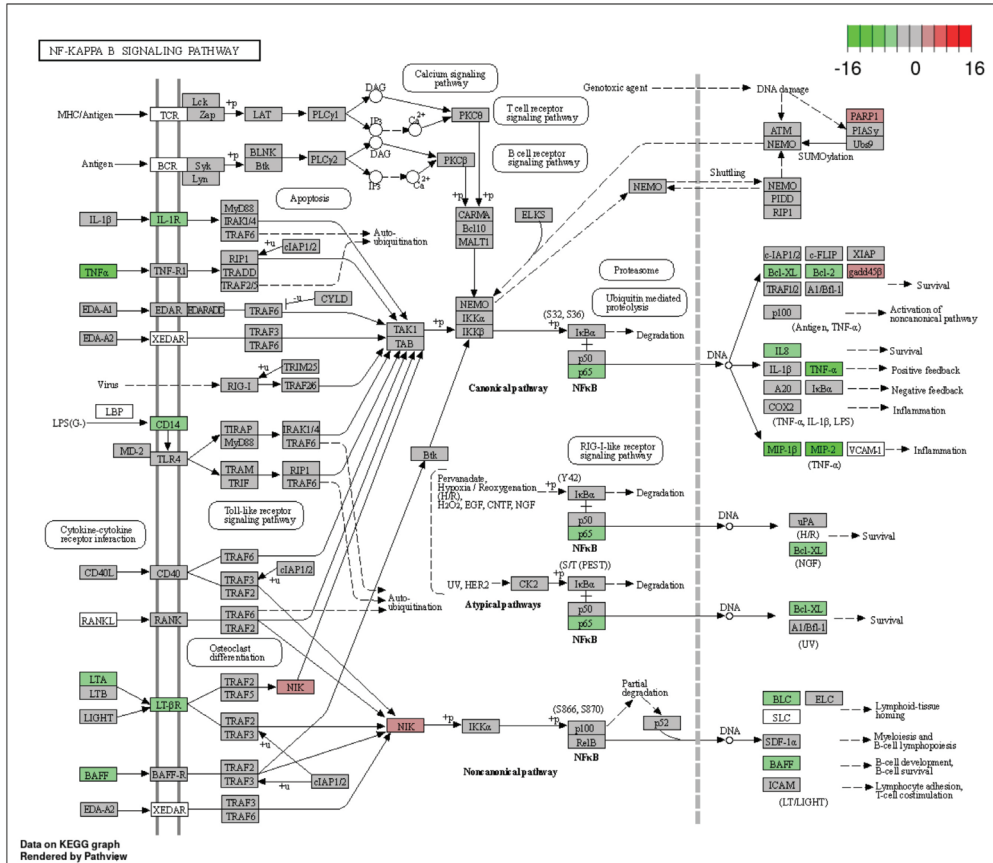 NF-KAPPA B SIGNALING PATHWAY
-16 0 16
Calcium signaling
pathway
T cell receptor
signaling pathway
B cell receptor
signaling pathway
MHC/Antigen
TCR
Lck
Zap
+p
LAT
PLCγ1
DAG
IP3
Ca2+
PKCθ
Antigen
BCR
Syk
Lyn
+p
BLNK
Btk
PLCγ2
DAG
IP3
Ca2+
PKCβ
+p
+p
CARMA
Bcl10
MALT1
ELKS
Genotoxic agent
DNA damage
ATM
NEMO
PARP1
PIASy
Ubc9
SUMOylation
Shuttling
NEMO
NEMO
PIDD
RIP1
Apoptosis
IL-1β
IL-1R
MyD88
IRAK1/4
TRAF6
Auto-
ubiquitination
TNFα
TNF-R1
RIP1
TRADD
TRAF2/5
+u
cIAP1/2
EDA-A1
EDAR
EDARADD
TRAF6
-u
CYLD
EDA-A2
XEDAR
TRAF3
TRAF6
TAK1
TAB
+p
NEMO
IKKα
IKKβ
(S32, S36)
+p
IκBα
Degradation
p50
p65
NFκB
Canonical pathway
Proteasome
Ubiquitin mediated
proteolysis
DNA
c-IAP1/2
c-FLIP
XIAP
Bcl-XL
Bcl-2
gadd45β
TRAF1/2
A1/Bfl-1
Survival
p100
Activation of
noncanonical pathway
(Antigen, TNF-α)
IL8
Survival
IL-1β
TNF-α
Positive feedback
A20
IκBα
Negative feedback
COX2
Inflammation
(TNF-α, IL-1β, LPS)
MIP-1β
MIP-2
VCAM-1
Inflammation
(TNF-α)
Virus
RIG-I
+u
TRIM25
TRAF2/6
LBP
LPS(G-)
CD14
MD-2
TLR4
TIRAP
MyD88
IRAK1/4
TRAF6
TRAM
TRIF
RIP1
TRAF6
Toll-like receptor
signaling pathway
Btk
RIG-I-like receptor
signaling pathway
Pervanadate,
Hypoxia / Reoxygenation
(H/R),
H2O2, EGF, CNTF, NGF
+p
(Y42)
IκBα
Degradation
p50
p65
NFκB
DNA
uPA
(H/R)
Bcl-XL
(NGF)
Survival
Cytokine-cytokine
receptor interaction
CD40L
CD40
TRAF6
TRAF3
TRAF2
+u
cIAP1/2
Auto-
ubiquitination
RANKL
RANK
TRAF6
TRAF2
UV, HER2
CK2
+p
(S/T (PEST))
IκBα
Degradation
p50
p65
NFκB
Atypical pathways
DNA
Bcl-XL
A1/Bfl-1
(UV)
Survival
Osteoclast
differentiation
LTA
LTB
LIGHT
LT-βR
TRAF2
TRAF5
NIK
TRAF2
TRAF3
+u
NIK
+p
IKKα
(S866, S870)
+p
p100
RelB
NFκB
Partial
degradation
p52
DNA
Noncanonical pathway
BLC
ELC
SLC
Lymphoid-tissue
homing
SDF-1α
Myeloiesis and
B-cell lymphopoiesis
BAFF
B-cell development,
B-cell survival
ICAM
Lymphocyte adhesion,
T-cell costimulation
(LT/LIGHT)
BAFF
BAFF-R
TRAF2
TRAF3
+u
cIAP1/2
EDA-A2
XEDAR
TRAF3
TRAF6
Data on KEGG graph
Rendered by Pathview